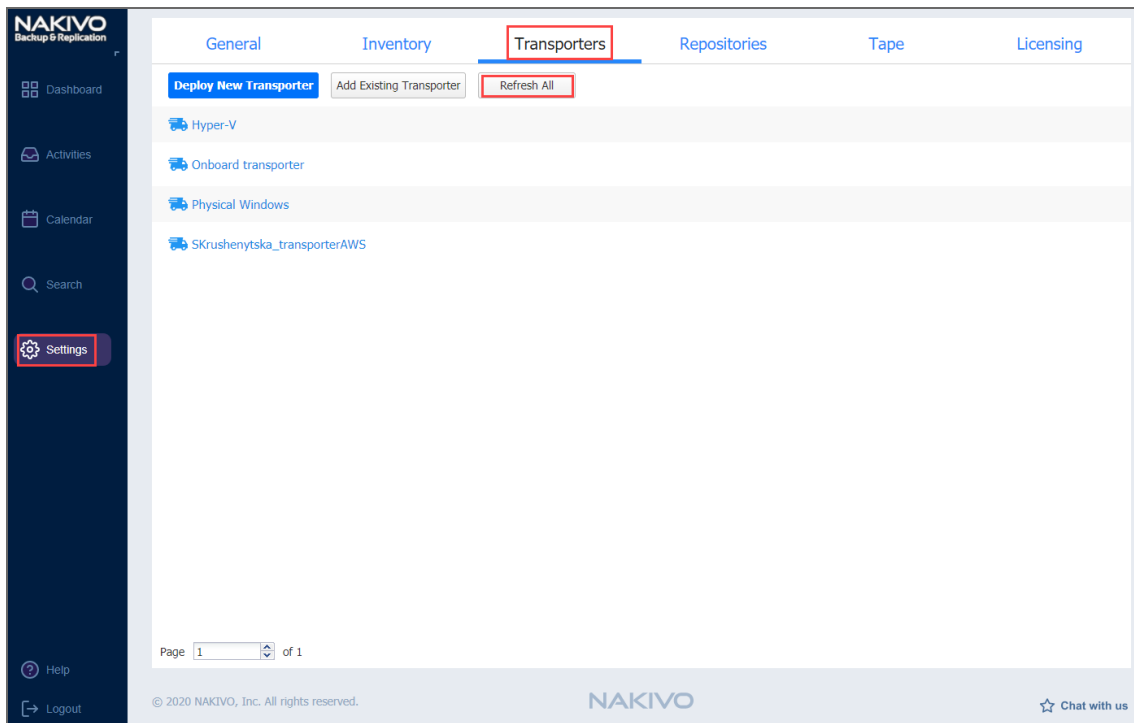 NAKIVO
Backup & Replication
Dashboard
Activities
Calendar
Search
Settings
Help
Logout
General Inventory Transporters Repositories Tape Licensing
Deploy New Transporter Add Existing Transporter Refresh All
Hyper-V
Onboard transporter
Physical Windows
SKrushenytska_transporterAWS
Page 1 of 1
© 2020 NAKIVO, Inc. All rights reserved. NAKIVO Chat with us